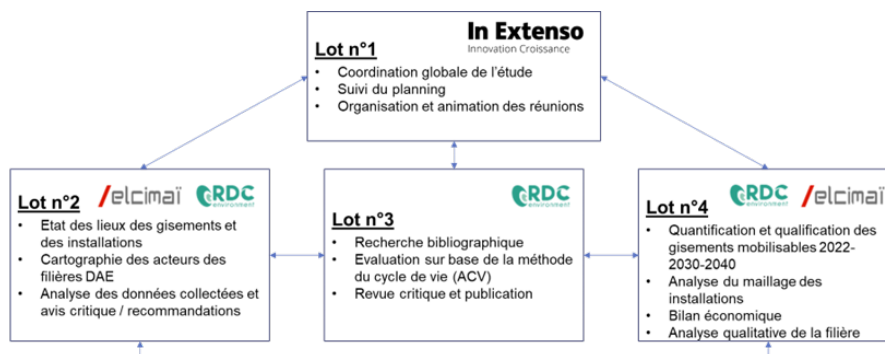 In Extenso
Innovation Croissance
Lot n°1
• Coordination globale de l'étude
• Suivi du planning
• Organisation et animation des réunions
/elcimaï RDC environment
Lot n°2
• Etat des lieux des gisements et
des installations
• Cartographie des acteurs des
filières DAE
• Analyse des données collectées et
avis critique / recommandations
RDC environment
Lot n°3
• Recherche bibliographique
• Evaluation sur base de la méthode
du cycle de vie (ACV)
• Revue critique et publication
RDC environment /elcimaï
Lot n°4
• Quantification et qualification des
gisements mobilisables 2022-
2030-2040
• Analyse du maillage des
installations
• Bilan économique
• Analyse qualitative de la filière